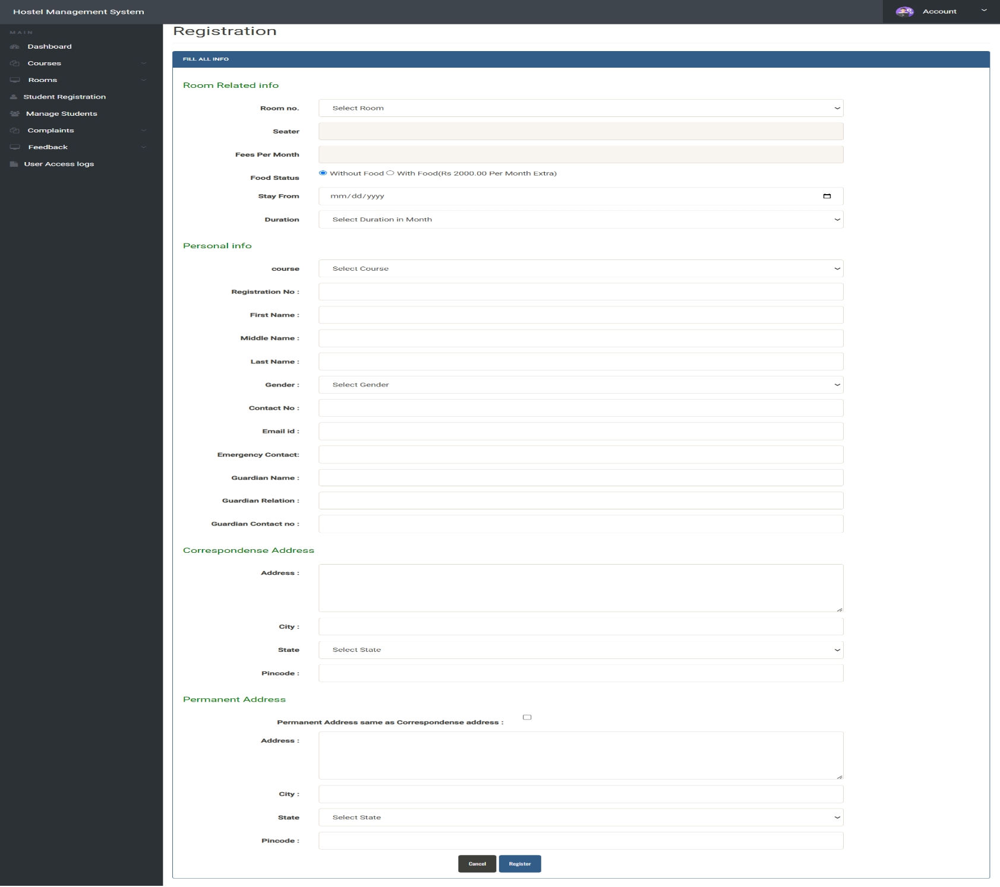 Hostel Management System
Account
MAIN
Dashboard
Courses
Rooms
Student Registration
Manage Students
Complaints
Feedback
User Access logs
Registration
FILL ALL INFO
Room Related info
Room no. Select Room
Seater
Fees Per Month
Food Status Without Food With Food(Rs 2000.00 Per Month Extra)
Stay From mm/dd/yyyy
Duration Select Duration in Month
Personal info
course Select Course
Registration No :
First Name :
Middle Name :
Last Name :
Gender : Select Gender
Contact No :
Email id :
Emergency Contact:
Guardian Name :
Guardian Relation :
Guardian Contact no :
Correspondense Address
Address :
City :
State Select State
Pincode :
Permanent Address
Permanent Address same as Correspondense address :
Address :
City :
State Select State
Pincode :
Cancel Register